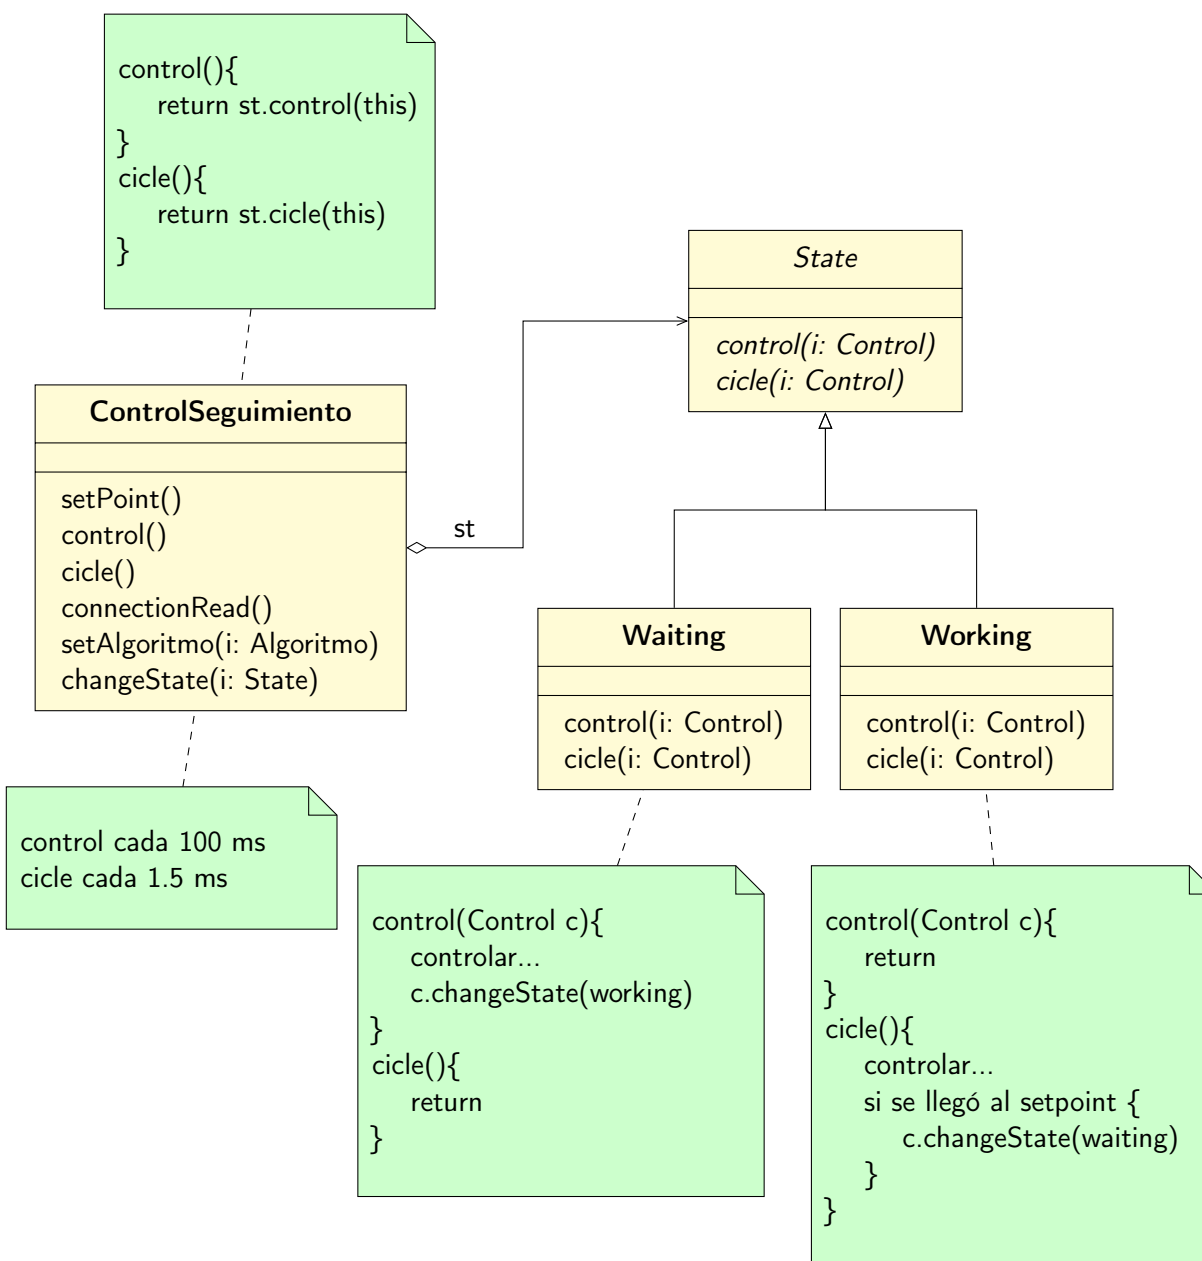 control(){
return st.control(this)
}
cicle(){
return st.cicle(this)
}
State
control(i: Control)
cicle(i: Control)
ControlSeguimiento
setPoint()
control()
cicle()
connectionRead()
setAlgoritmo(i: Algoritmo)
changeState(i: State)
st
Waiting
control(i: Control)
cicle(i: Control)
Working
control(i: Control)
cicle(i: Control)
control cada 100 ms
cicle cada 1.5 ms
control(Control c){
controlar...
c.changeState(working)
}
cicle(){
return
}
control(Control c){
return
}
cicle(){
controlar...
si se llegó al setpoint {
c.changeState(waiting)
}
}